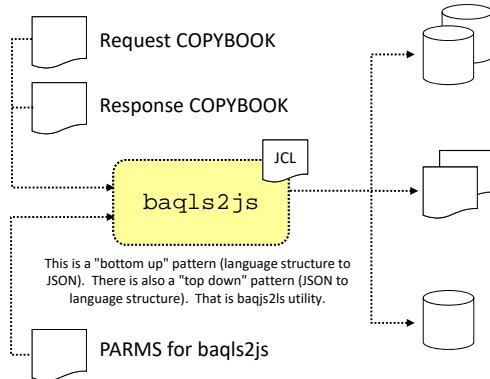 Request COPYBOOK
Response COPYBOOK
JCL
baqls2js
This is a "bottom up" pattern (language structure to
JSON).  There is also a "top down" pattern (JSON to
language structure).  That is baqjs2ls utility.
PARMS for baqls2js